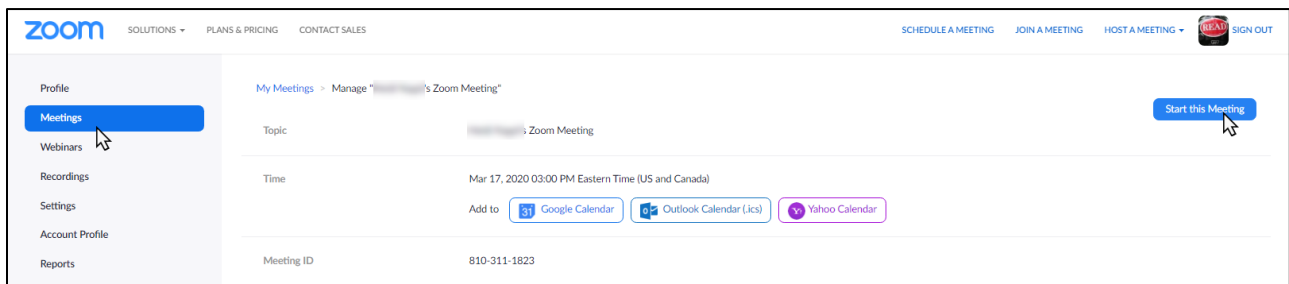 zoom SOLUTIONS PLANS & PRICING CONTACT SALES SCHEDULE A MEETING JOIN A MEETING HOST A MEETING READ SIGN OUT
Profile
Meetings
Webinars
Recordings
Settings
Account Profile
Reports
My Meetings > Manage "'s Zoom Meeting"
Start this Meeting
Topic s Zoom Meeting
Time Mar 17, 2020 03:00 PM Eastern Time (US and Canada)
Add to 31 Google Calendar Outlook Calendar (.ics) Yahoo Calendar
Meeting ID 810-311-1823